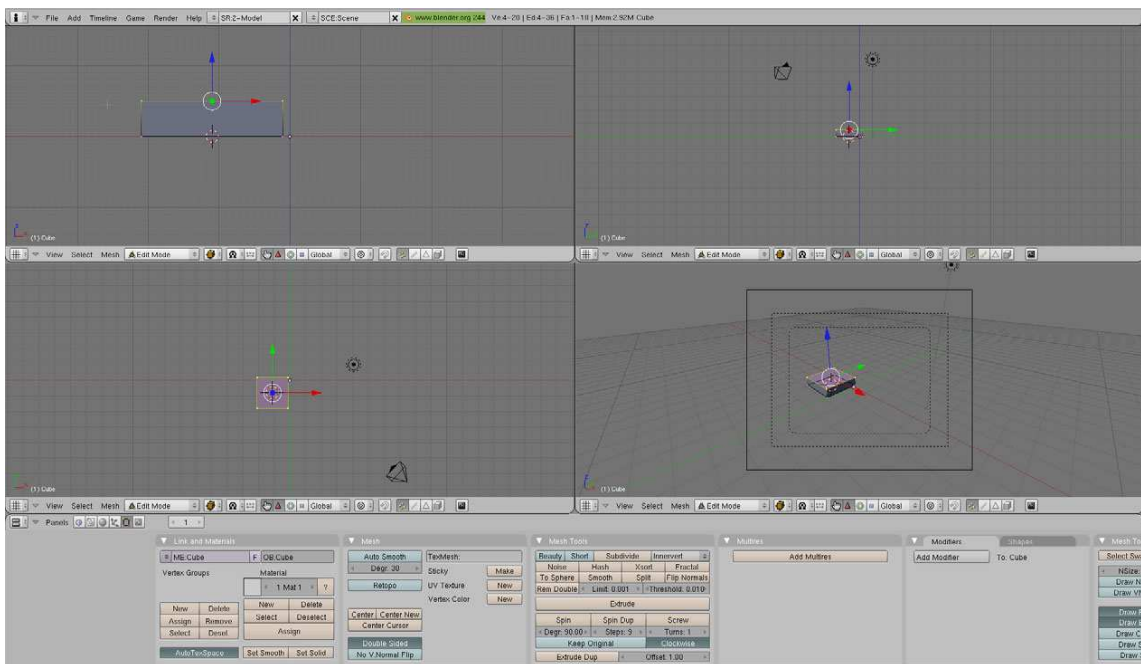 File Add Timeline Game Render Help SR:2-Model SCE:Scene www.blender.org 244 Ve:4-20 | Ed:4-36 | Fa:1-18 | Mem:2.92M Cube
(1) Cube
(1) Cube
View Select Mesh Edit Mode Global
View Select Mesh Edit Mode Global
(1) Cube
(1) Cube
View Select Mesh Edit Mode Global
View Select Mesh Edit Mode Global
Panels 1
Link and Materials
ME:Cube F OB:Cube
Vertex Groups Material
1 Mat 1 ?
New Delete New Delete
Assign Remove Select Deselect
Select Desel Assign
AutoTexSpace Set Smooth Set Solid
Mesh
Auto Smooth TexMesh:
Degr: 30 Sticky Make
Retopo UV Texture New
Vertex Color New
Center Center New
Center Cursor
Double Sided
No V.Normal Flip
Mesh Tools
Beauty Short Subdivide Innervert
Noise Hash Xsort Fractal
To Sphere Smooth Split Flip Normals
Rem Double Limit: 0.001 Threshold: 0.010
Extrude
Spin Spin Dup Screw
Degr: 90.00 Steps: 9 Turns: 1
Keep Original Clockwise
Extrude Dup Offset: 1.00
Multires
Add Multires
Modifiers Shapes
Add Modifier To: Cube
Mesh To
Select Sw
NSize:
Draw N
Draw VN
Draw F
Draw E
Draw C
Draw S
Draw